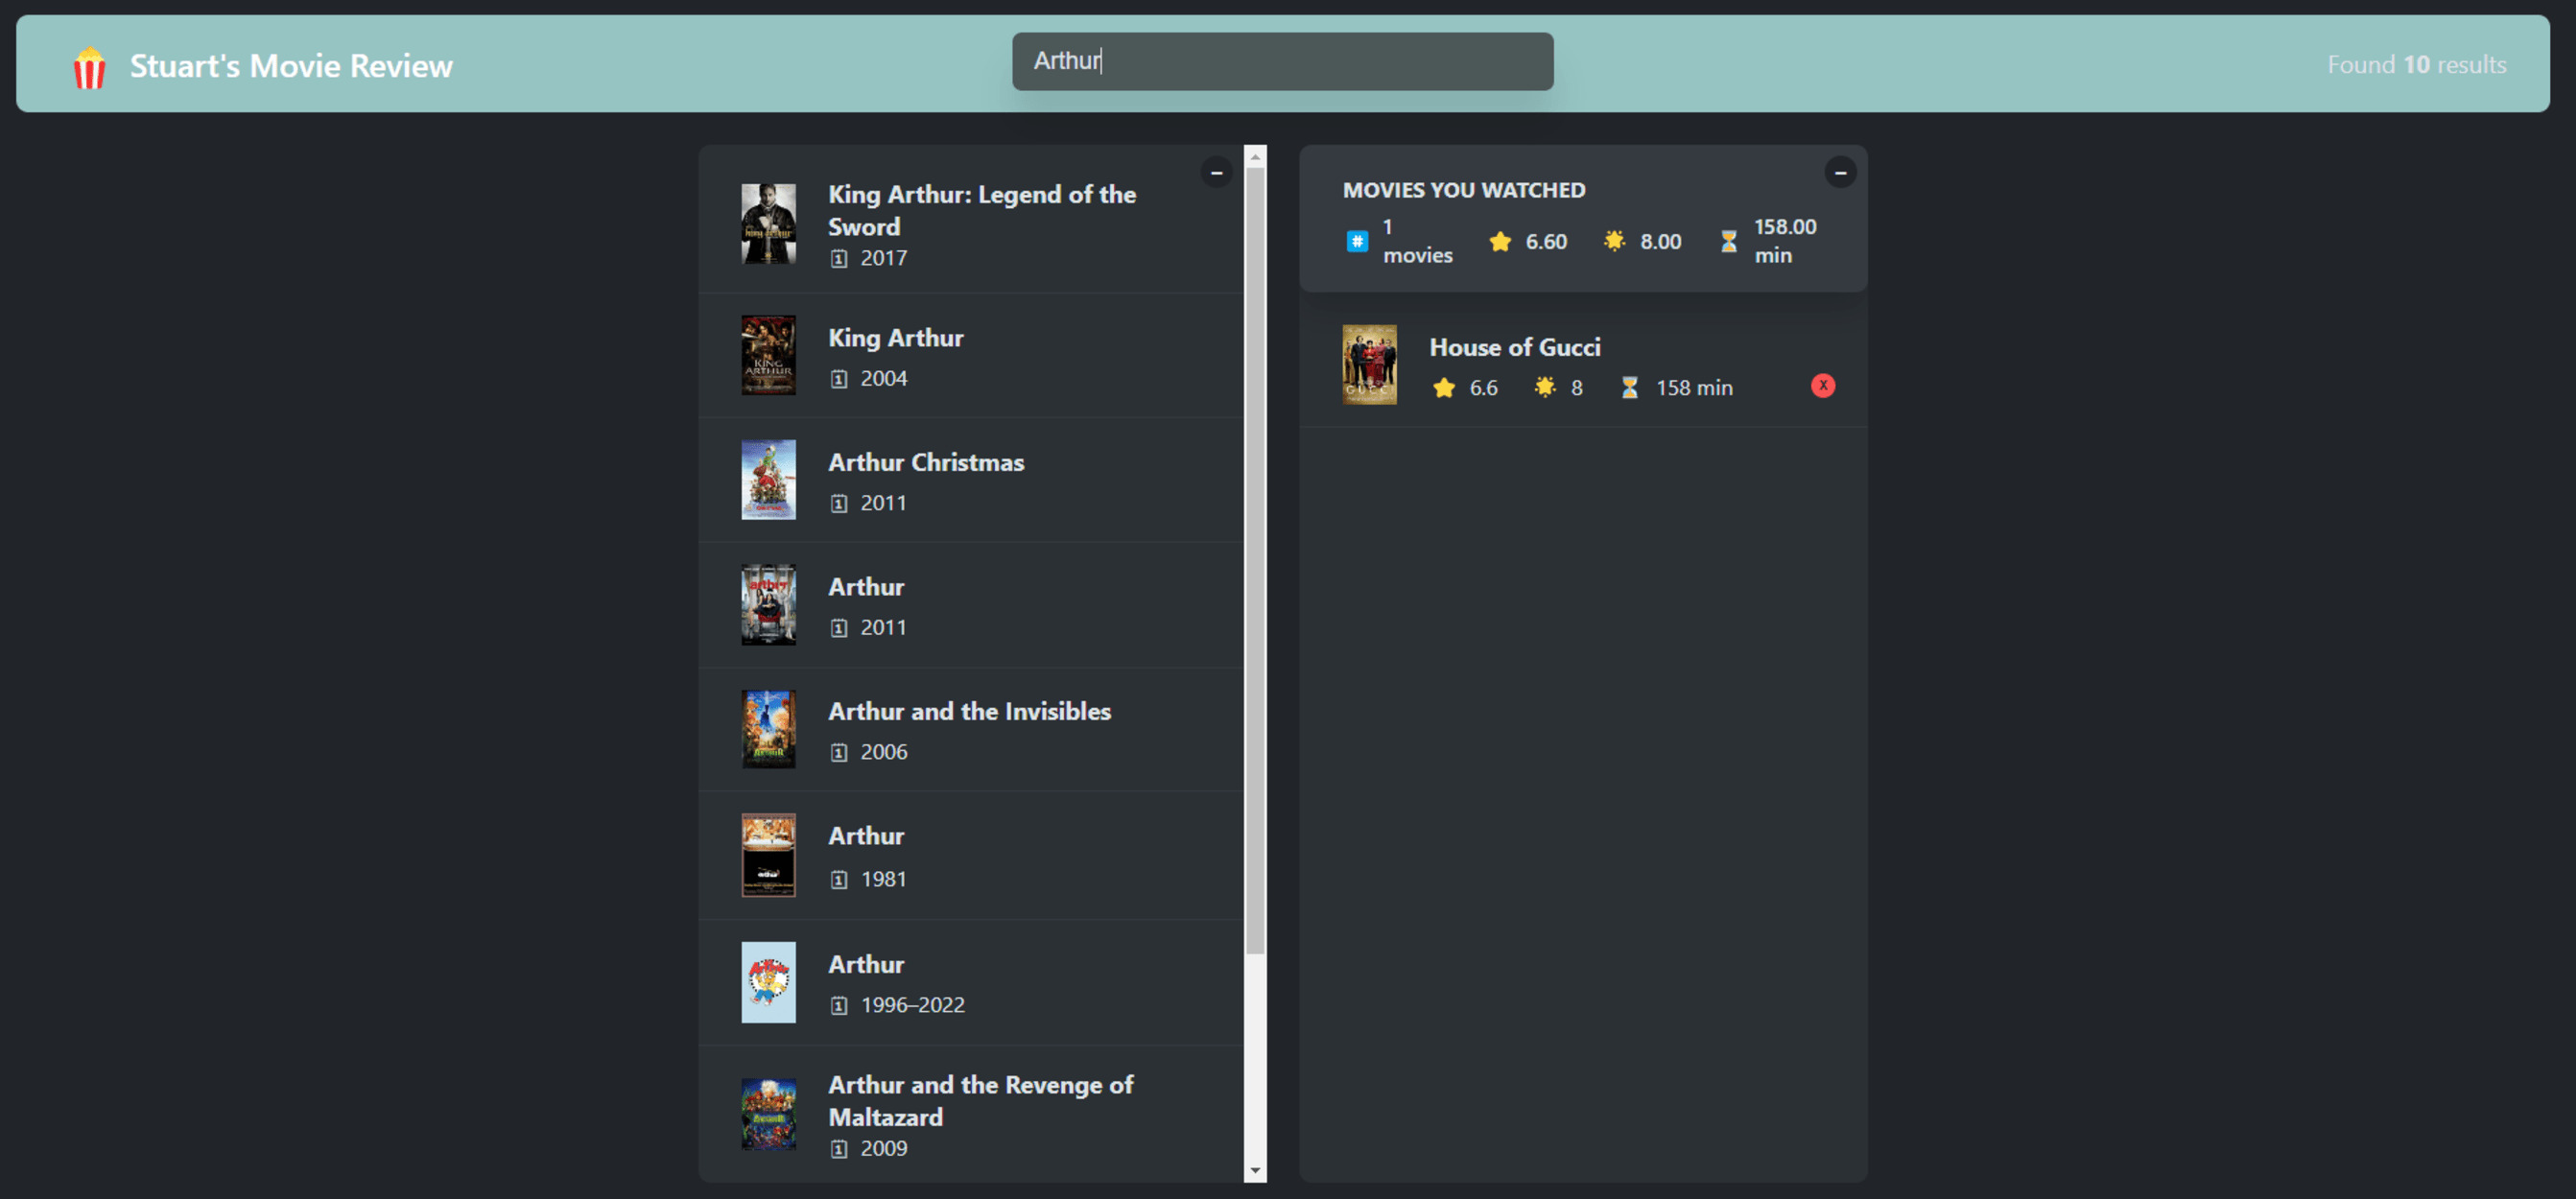 Stuart's Movie Review
Arthur
Found 10 results
King Arthur: Legend of the
Sword
2017
King Arthur
2004
Arthur Christmas
2011
Arthur
2011
Arthur and the Invisibles
2006
Arthur
1981
Arthur
1996–2022
Arthur and the Revenge of
Maltazard
2009
MOVIES YOU WATCHED
# 1
movies
6.60
8.00
158.00
min
House of Gucci
6.6 8 158 min X